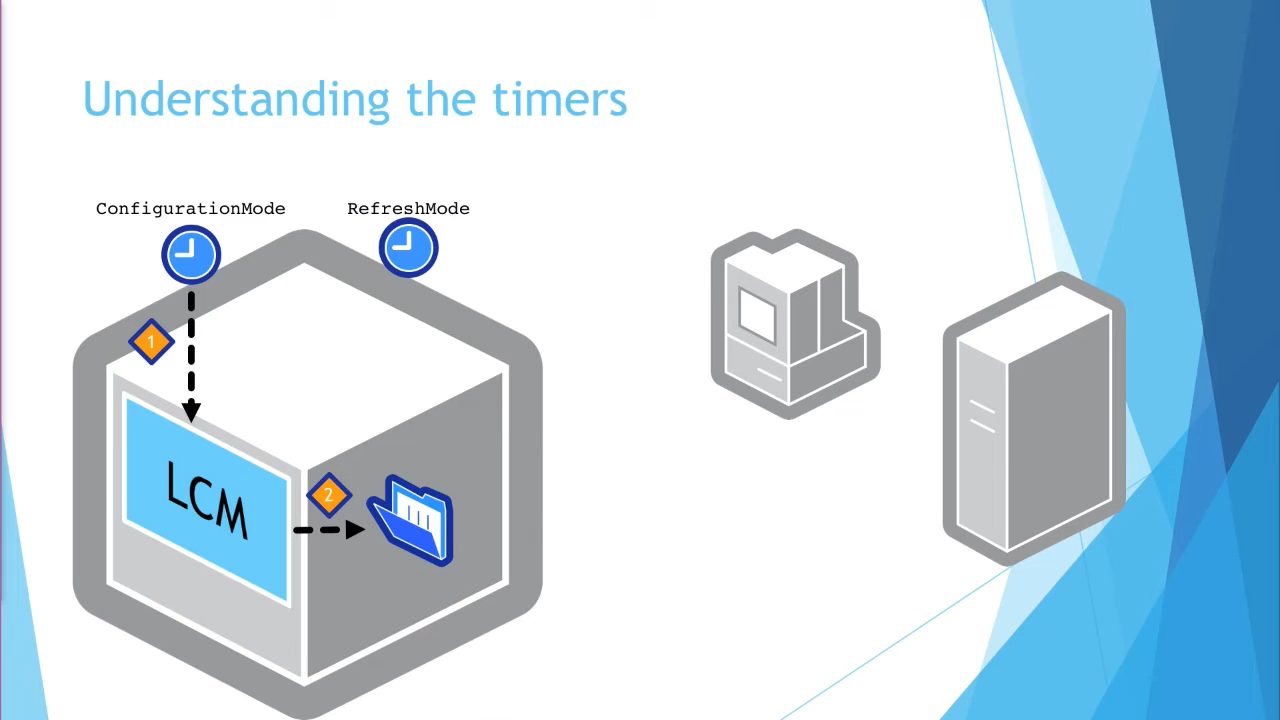 Understanding the timers
ConfigurationMode
RefreshMode
1
LCM
2